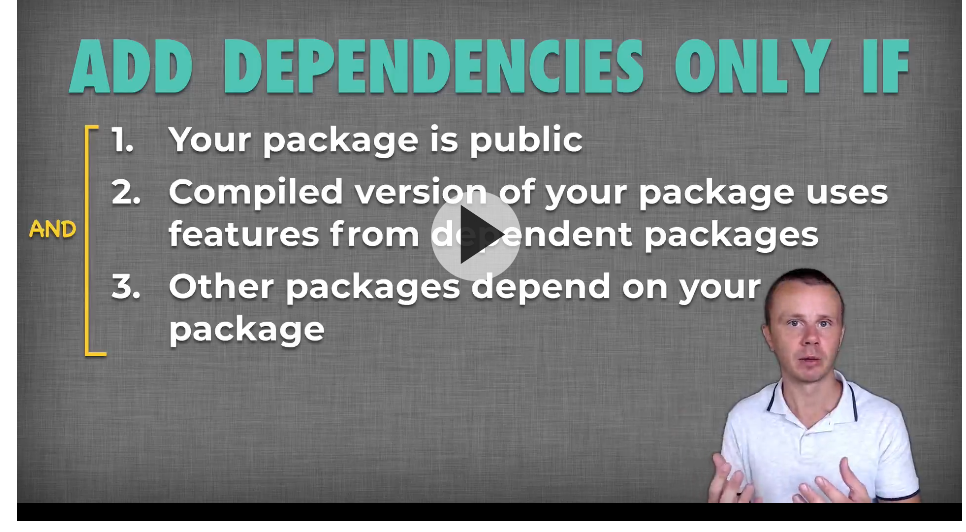 ADD DEPENDENCIES ONLY IF
1. Your package is public
2. Compiled version of your package uses
features from dependent packages
AND
3. Other packages depend on your
package